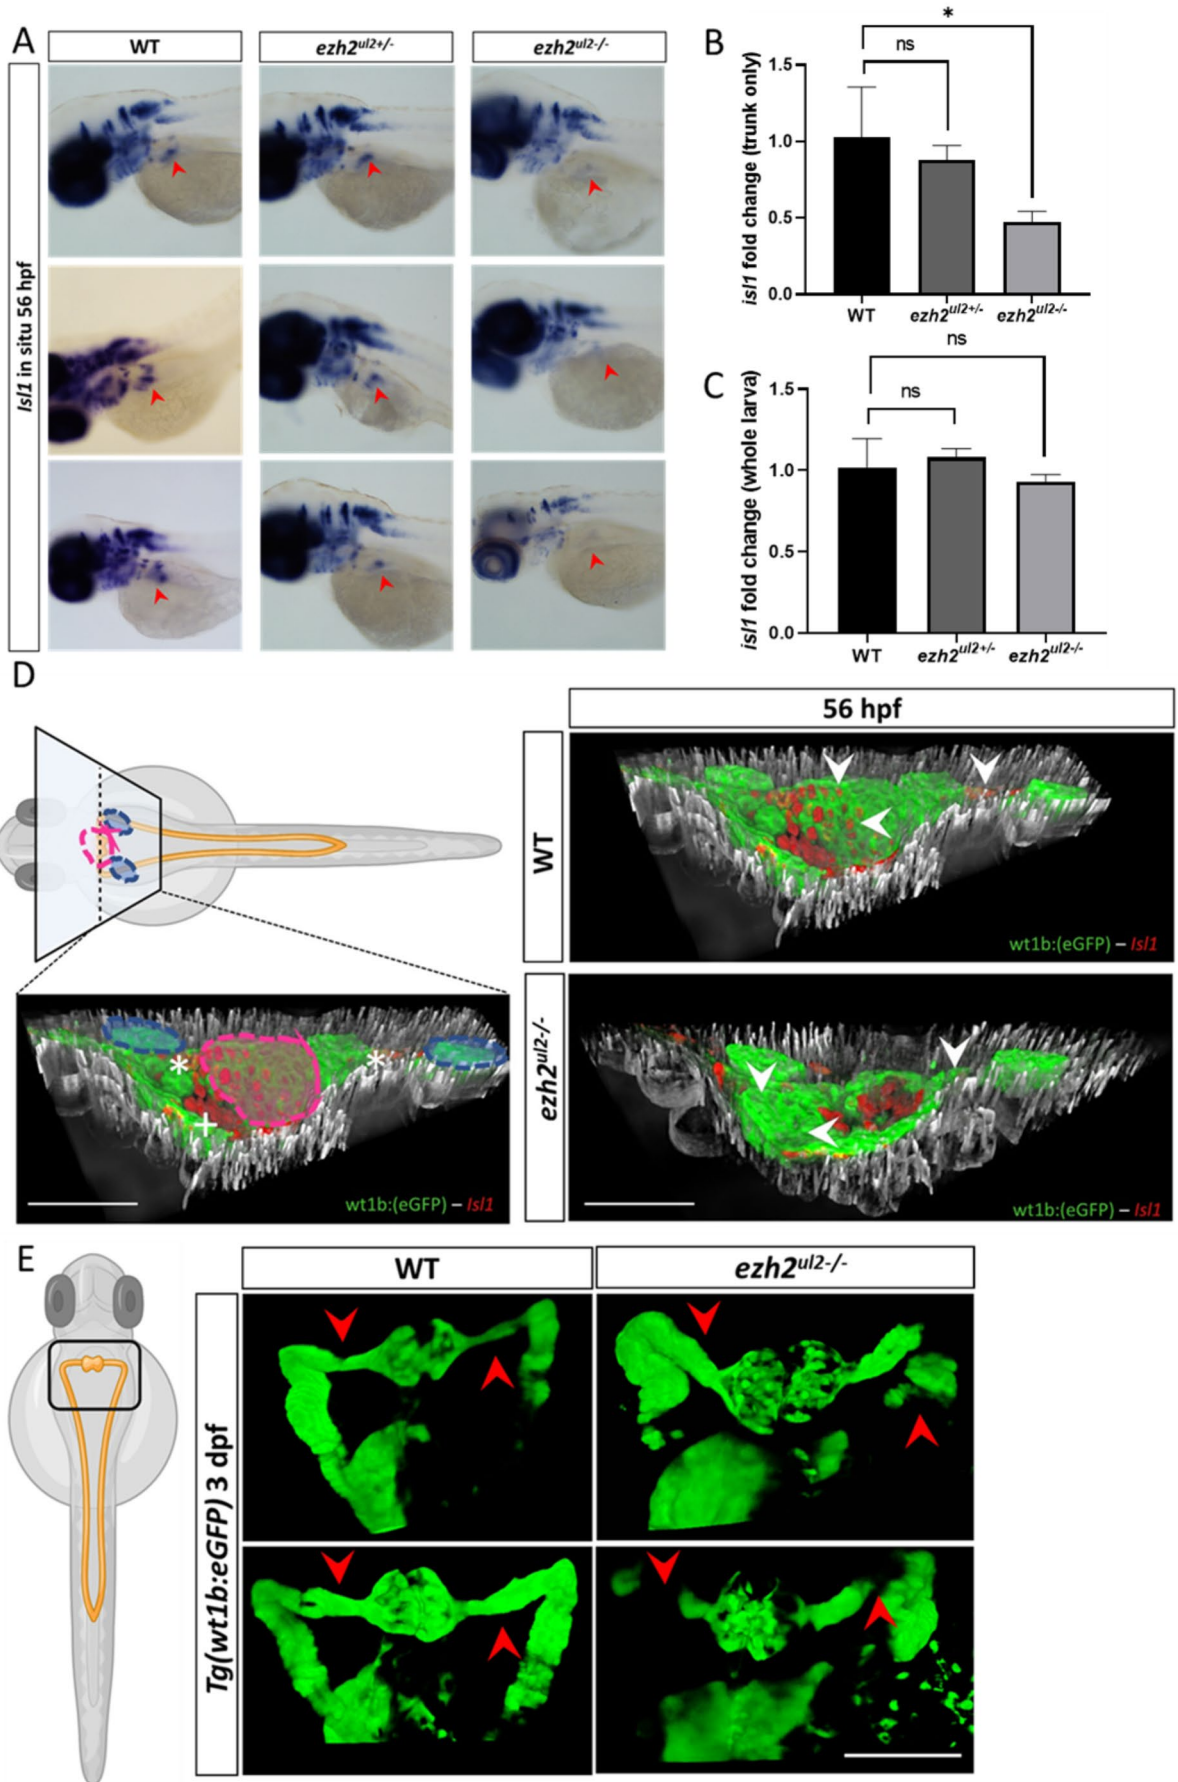 A
WT
ezh2ul2+/-
ezh2ul2-/-
Isl1 in situ 56 hpf
B
*
ns
isl1 fold change (trunk only)
1.5
1.0
0.5
0.0
WT
ezh2ul2+/-
ezh2ul2-/-
C
ns
ns
isl1 fold change (whole larva)
1.5
1.0
0.5
0.0
WT
ezh2ul2+/-
ezh2ul2-/-
D
*
*
+
wt1b:(eGFP) – Isl1
56 hpf
WT
wt1b:(eGFP) – Isl1
ezh2ul2-/-
wt1b:(eGFP) – Isl1
E
WT
ezh2ul2-/-
Tg(wt1b:eGFP) 3 dpf